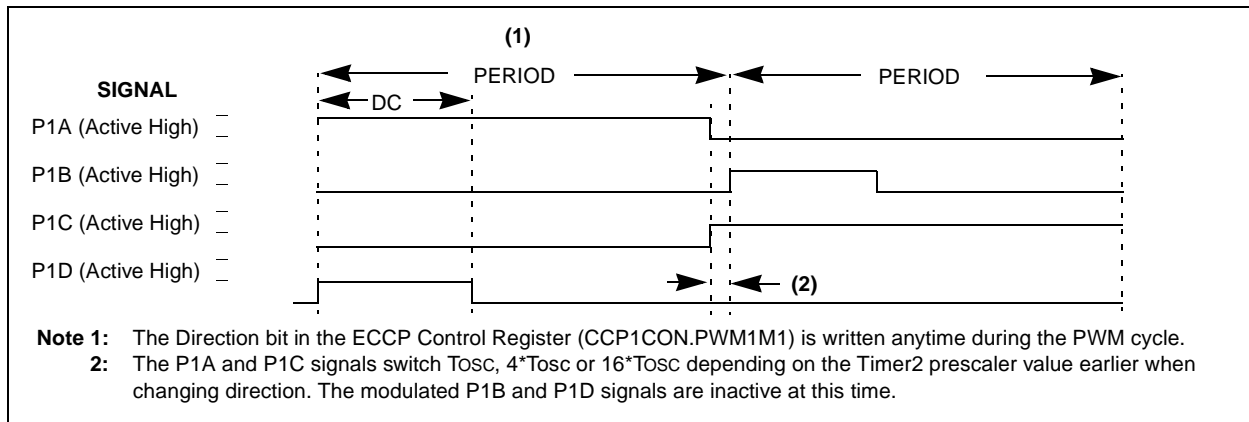 (1)
PERIOD PERIOD
SIGNAL
DC
P1A (Active High)
P1B (Active High)
P1C (Active High)
P1D (Active High)
(2)
Note 1: The Direction bit in the ECCP Control Register (CCP1CON.PWM1M1) is written anytime during the PWM cycle.
2: The P1A and P1C signals switch TOSC, 4*Tosc or 16*TOSC depending on the Timer2 prescaler value earlier when
changing direction. The modulated P1B and P1D signals are inactive at this time.